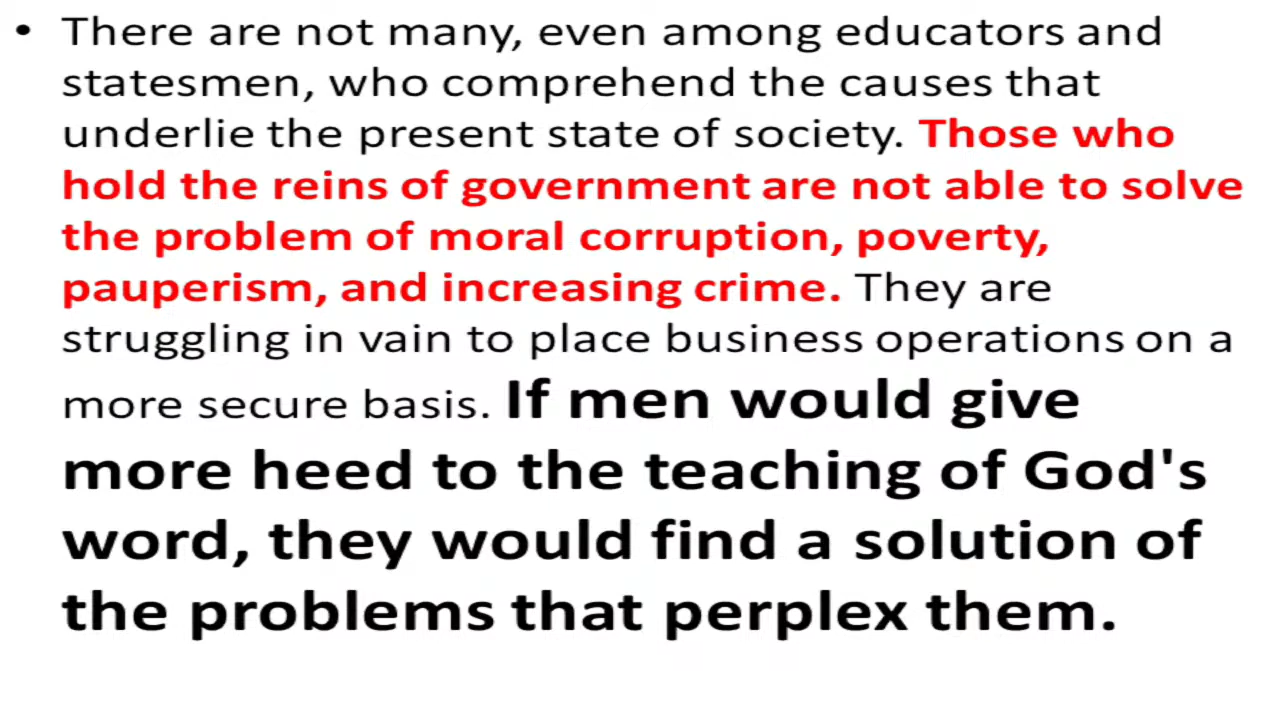 • There are not many, even among educators and
statesmen, who comprehend the causes that
underlie the present state of society. Those who
hold the reins of government are not able to solve
the problem of moral corruption, poverty,
pauperism, and increasing crime. They are
struggling in vain to place business operations on a
more secure basis. If men would give
more heed to the teaching of God's
word, they would find a solution of
the problems that perplex them.